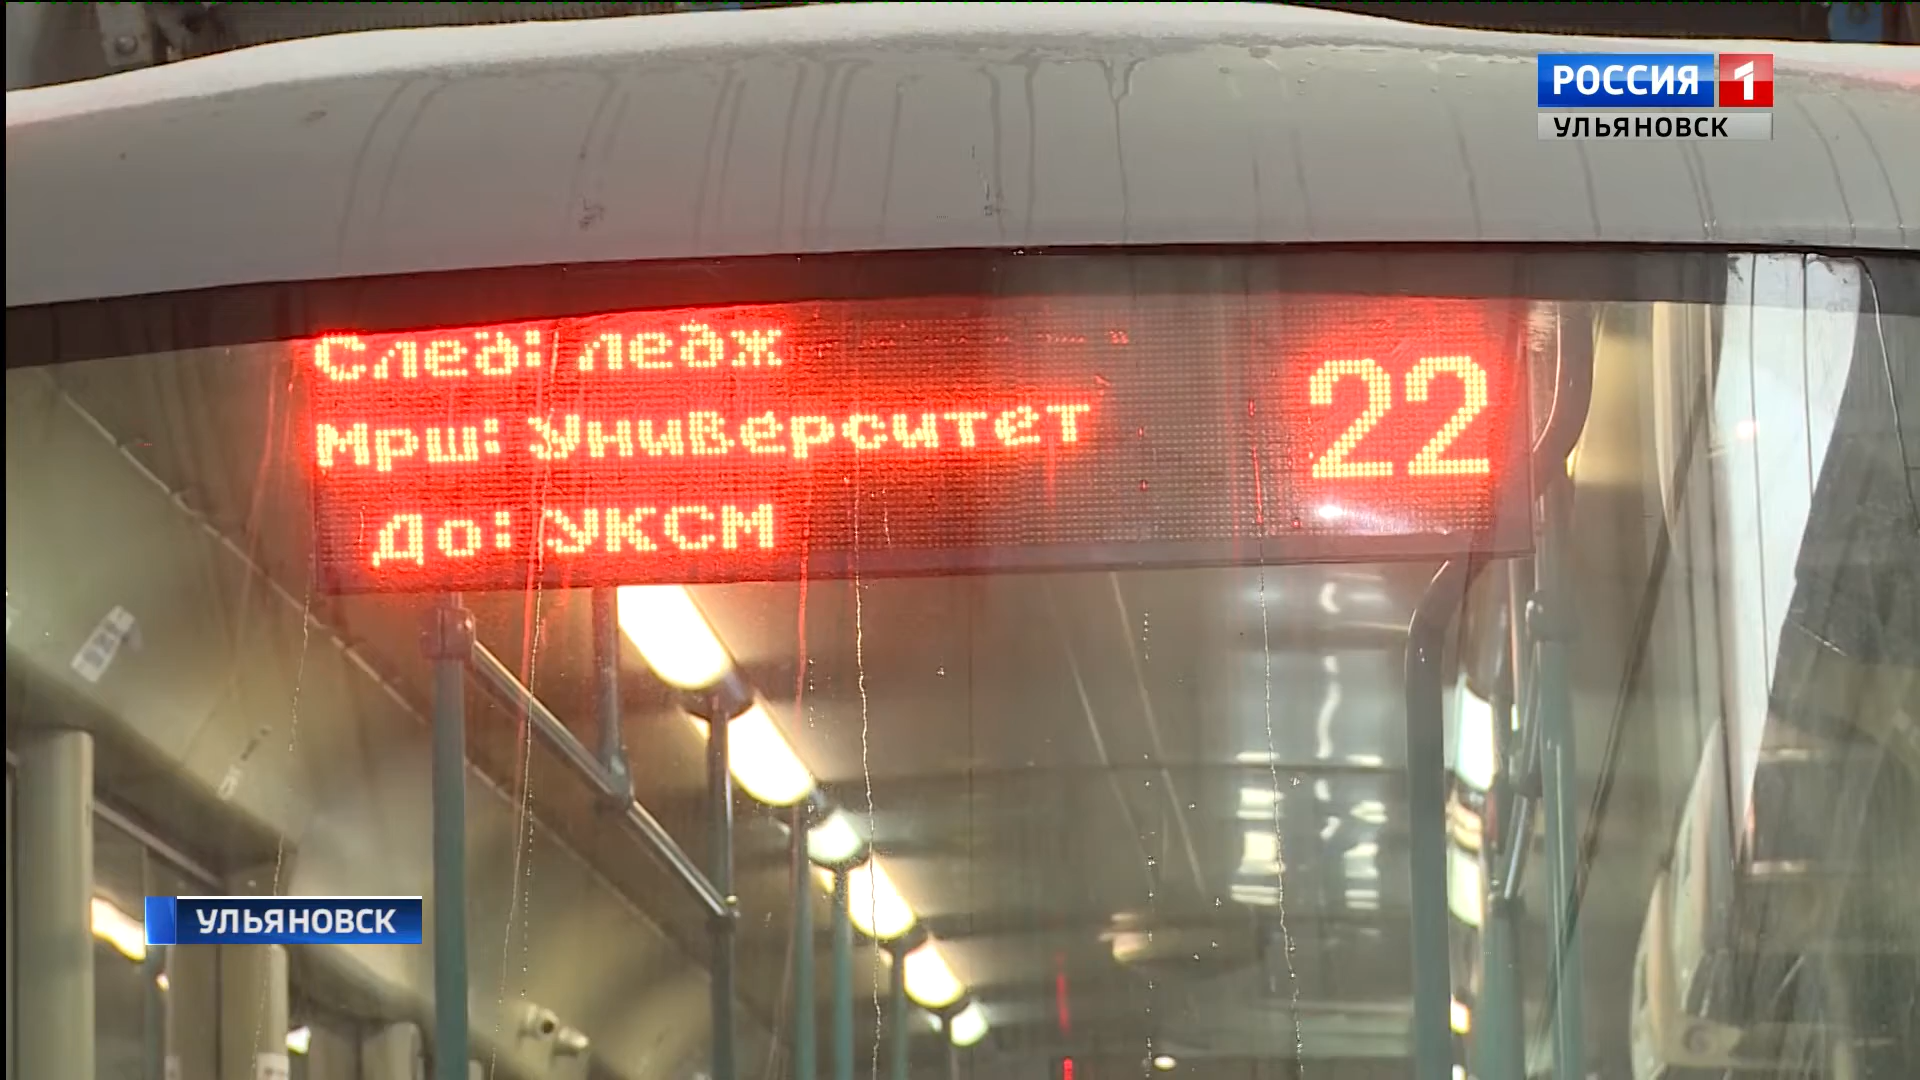 РОССИЯ 1
УЛЬЯНОВСК
След: ледж
Мрш: Университет
До: УКСМ
22
УЛЬЯНОВСК